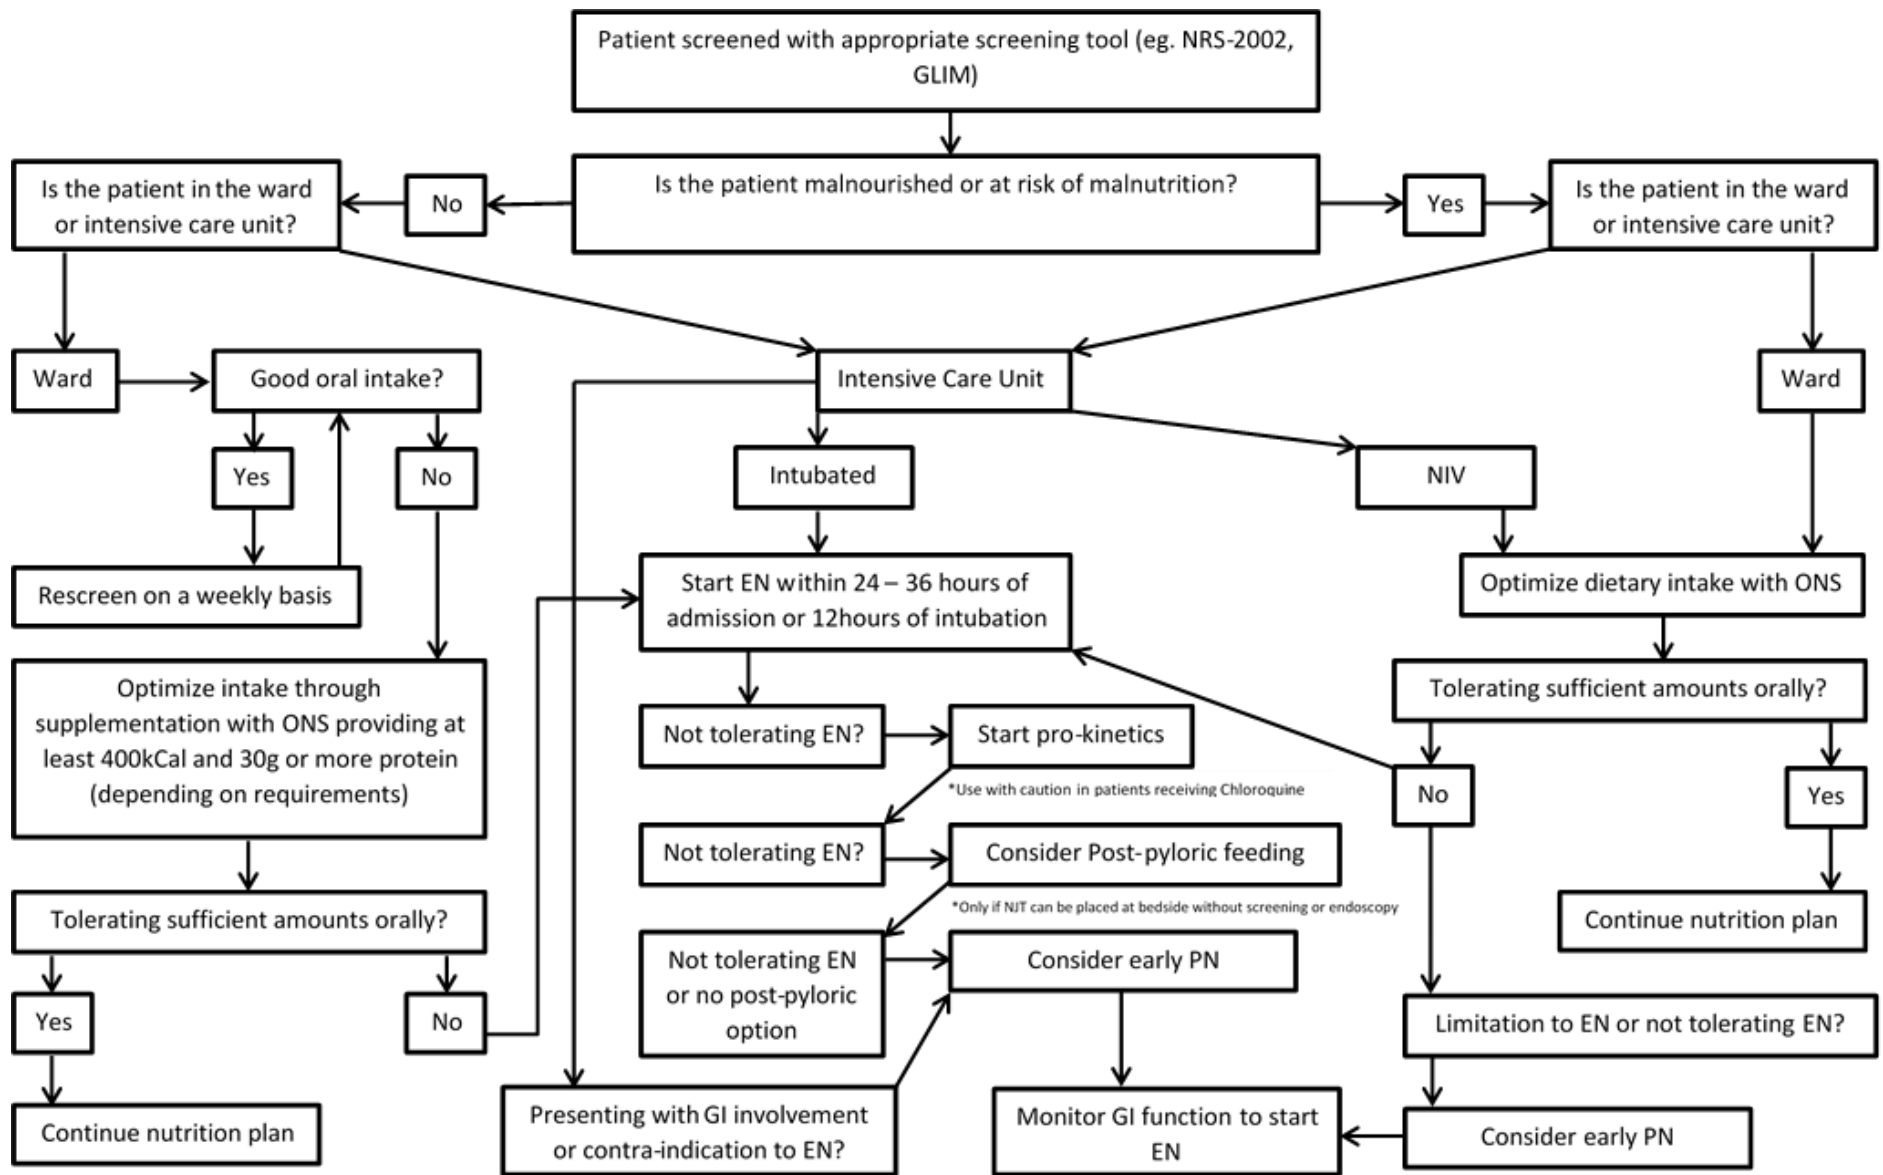 Patient screened with appropriate screening tool (eg. NRS-2002,
GLIM)
Is the patient in the ward
or intensive care unit?
No
Is the patient malnourished or at risk of malnutrition?
Yes
Is the patient in the ward
or intensive care unit?
Ward
Good oral intake?
Intensive Care Unit
Ward
Yes
No
Intubated
NIV
Rescreen on a weekly basis
Start EN within 24 – 36 hours of
admission or 12hours of intubation
Optimize dietary intake with ONS
Optimize intake through
supplementation with ONS providing at
least 400kCal and 30g or more protein
(depending on requirements)
Tolerating sufficient amounts orally?
Not tolerating EN?
Start pro-kinetics
*Use with caution in patients receiving Chloroquine
No
Yes
Not tolerating EN?
Consider Post-pyloric feeding
*Only if NJT can be placed at bedside without screening or endoscopy
Continue nutrition plan
Tolerating sufficient amounts orally?
Not tolerating EN
or no post-pyloric
option
Consider early PN
Yes
No
Limitation to EN or not tolerating EN?
Continue nutrition plan
Presenting with GI involvement
or contra-indication to EN?
Monitor GI function to start
EN
Consider early PN